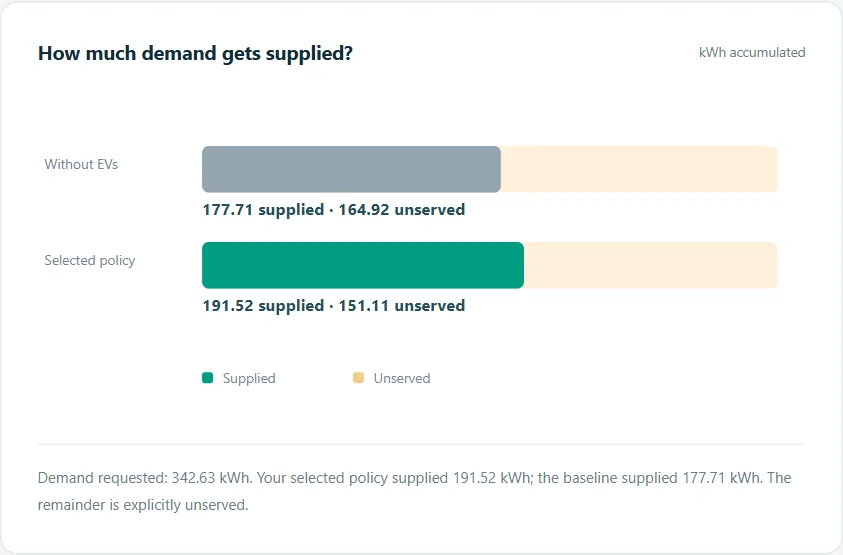 How much demand gets supplied?
kWh accumulated
Without EVs
177.71 supplied · 164.92 unserved
Selected policy
191.52 supplied · 151.11 unserved
Supplied
Unserved
Demand requested: 342.63 kWh. Your selected policy supplied 191.52 kWh; the baseline supplied 177.71 kWh. The
remainder is explicitly unserved.